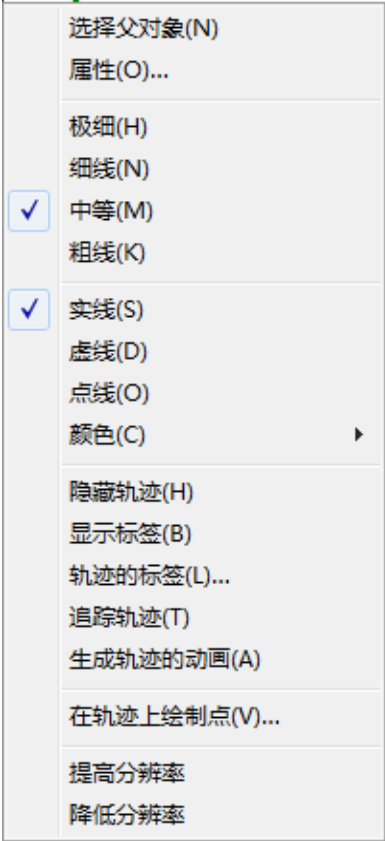 选择父对象(N)
属性(O)...
极细(H)
细线(N)
中等(M)
粗线(K)
实线(S)
虚线(D)
点线(O)
颜色(C)
隐藏轨迹(H)
显示标签(B)
轨迹的标签(L)...
追踪轨迹(T)
生成轨迹的动画(A)
在轨迹上绘制点(V)...
提高分辨率
降低分辨率